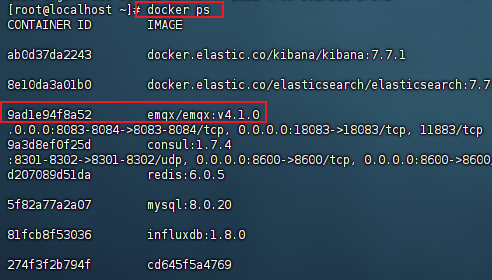 [root@localhost ~]# docker ps
CONTAINER ID IMAGE
ab0d37da2243 docker.elastic.co/kibana/kibana:7.7.1
8e10da3a01b0 docker.elastic.co/elasticsearch/elasticsearch:7.7
9ad1e94f8a52 emqx/emqx:v4.1.0
.0.0.0:8083-8084->8083-8084/tcp, 0.0.0.0:18083->18083/tcp, 11883/tcp
9a3d8ef0f25d consul:1.7.4
:8301-8302->8301-8302/udp, 0.0.0.0:8600->8600/tcp, 0.0.0.0:8600->8600
d207089d51da redis:6.0.5
5f82a77a2a07 mysql:8.0.20
81fcb8f53036 influxdb:1.8.0
274f3f2b794f cd645f5a4769